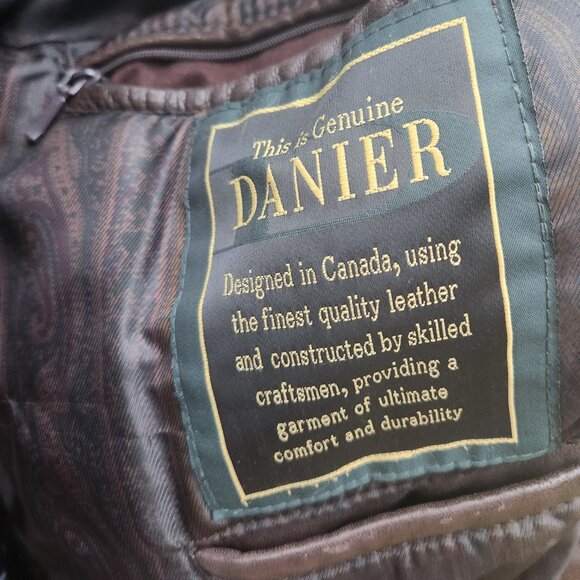 This is Genuine
DANIER
Designed in Canada, using
the finest quality leather
and constructed by skilled
craftsmen, providing a
garment of ultimate
comfort and durability